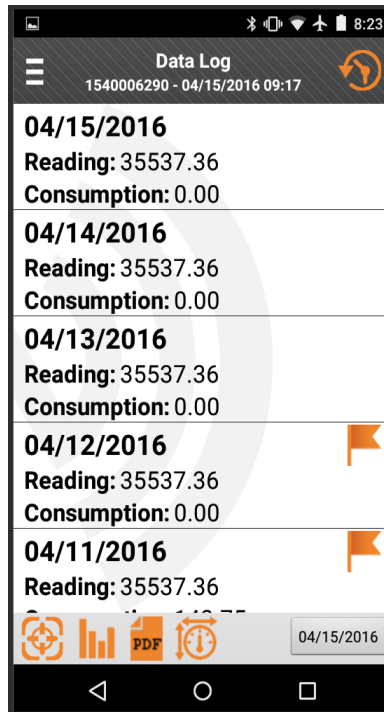 8:23
Data Log
1540006290 - 04/15/2016 09:17
04/15/2016
Reading: 35537.36
Consumption: 0.00
04/14/2016
Reading: 35537.36
Consumption: 0.00
04/13/2016
Reading: 35537.36
Consumption: 0.00
04/12/2016
Reading: 35537.36
Consumption: 0.00
04/11/2016
Reading: 35537.36
PDF
04/15/2016